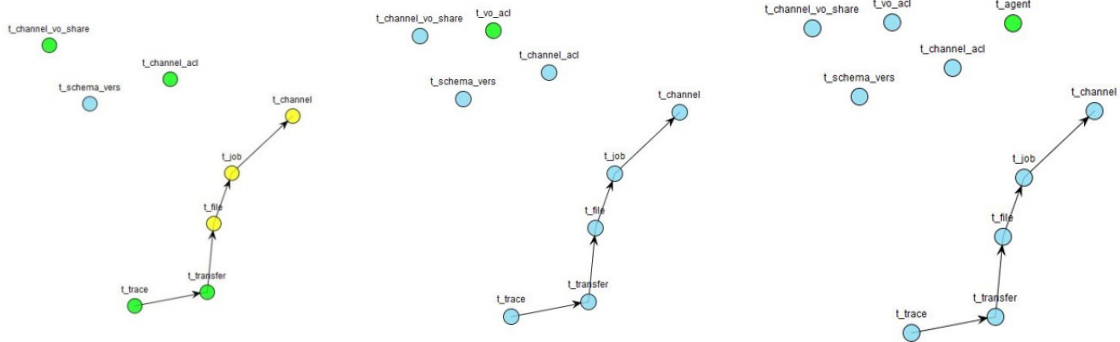 t_channel_vo_share
t_channel_acl
t_schema_vers
t_channel
t_job
t_file
t_transfer
t_trace
t_vo_acl
t_channel_vo_share
t_channel_acl
t_schema_vers
t_channel
t_job
t_file
t_transfer
t_trace
t_channel_vo_share
t_vo_acl
t_agent
t_channel_acl
t_schema_vers
t_channel
t_job
t_file
t_transfer
t_trace